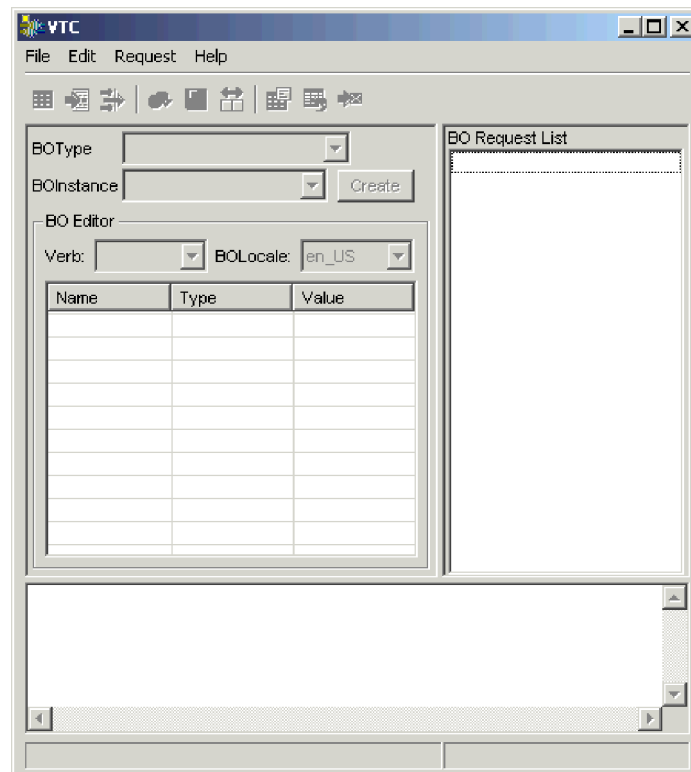 VTC
File Edit Request Help
BOType
BOInstance Create
BO Editor
Verb: BOLocale: en_US
Name Type Value
BO Request List